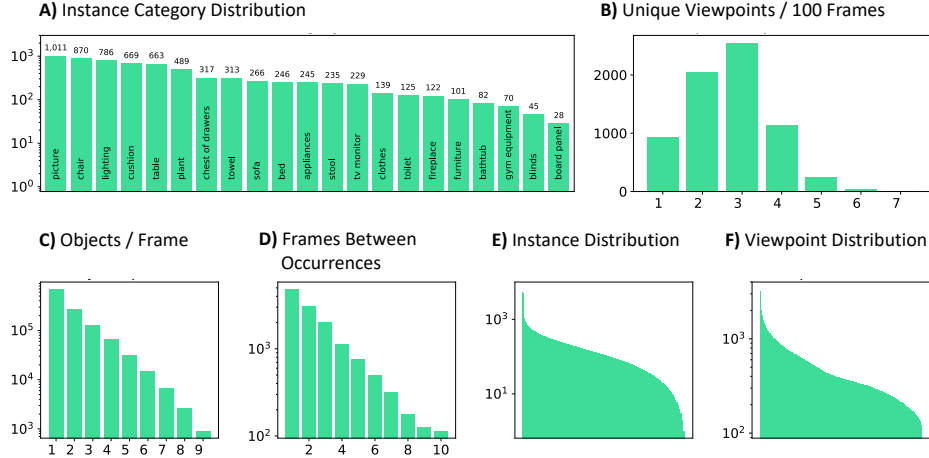 A) Instance Category Distribution
10³
10²
10¹
10⁰
1,011 870 786 669 663 489 317 313 266 246 245 235 229 139 125 122 101 82 70 45 28
picture chair lighting cushion table plant chest of drawers towel sofa bed appliances stool tv monitor clothes toilet fireplace furniture bathtub gym equipment blinds board panel
B) Unique Viewpoints / 100 Frames
2000
1000
0
1 2 3 4 5 6 7
C) Objects / Frame
10⁵
10⁴
10³
1 2 3 4 5 6 7 8 9
D) Frames Between
Occurrences
10³
10²
2 4 6 8 10
E) Instance Distribution
10³
10¹
F) Viewpoint Distribution
10³
10²